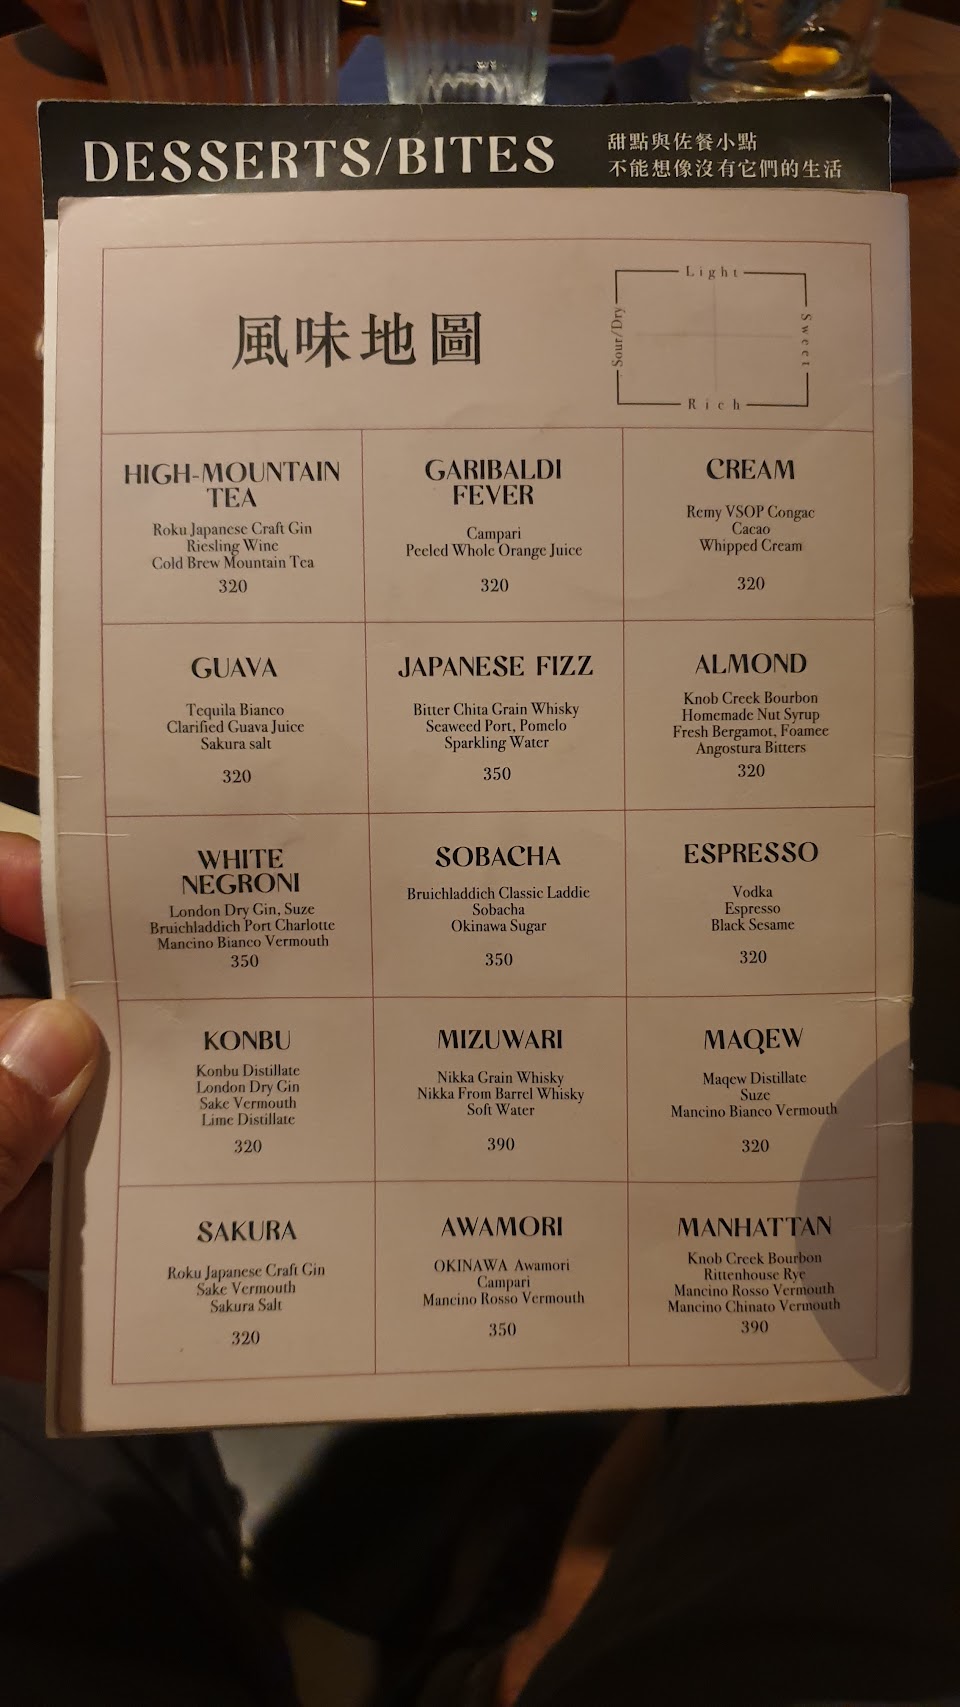 DESSERTS/BITES
甜點與佐餐小點
不能想像沒有它們的生活
風味地圖
Light
Sour/Dry
Sweet
Rich
HIGH-MOUNTAIN
TEA
Roku Japanese Craft Gin
Riesling Wine
Cold Brew Mountain Tea
320
GARIBALDI
FEVER
Campari
Peeled Whole Orange Juice
320
CREAM
Remy VSOP Congac
Cacao
Whipped Cream
320
GUAVA
Tequila Bianco
Clarified Guava Juice
Sakura salt
320
JAPANESE FIZZ
Bitter Chita Grain Whisky
Seaweed Port, Pomelo
Sparkling Water
350
ALMOND
Knob Creek Bourbon
Homemade Nut Syrup
Fresh Bergamot, Foamee
Angostura Bitters
320
WHITE
NEGRONI
London Dry Gin, Suze
Bruichladdich Port Charlotte
Mancino Bianco Vermouth
350
SOBACHA
Bruichladdich Classic Laddie
Sobacha
Okinawa Sugar
350
ESPRESSO
Vodka
Espresso
Black Sesame
320
KONBU
Konbu Distillate
London Dry Gin
Sake Vermouth
Lime Distillate
320
MIZUWARI
Nikka Grain Whisky
Nikka From Barrel Whisky
Soft Water
390
MAQEW
Maqew Distillate
Suze
Mancino Bianco Vermouth
320
SAKURA
Roku Japanese Craft Gin
Sake Vermouth
Sakura Salt
320
AWAMORI
OKINAWA Awamori
Campari
Mancino Rosso Vermouth
350
MANHATTAN
Knob Creek Bourbon
Rittenhouse Rye
Mancino Rosso Vermouth
Mancino Chinato Vermouth
390